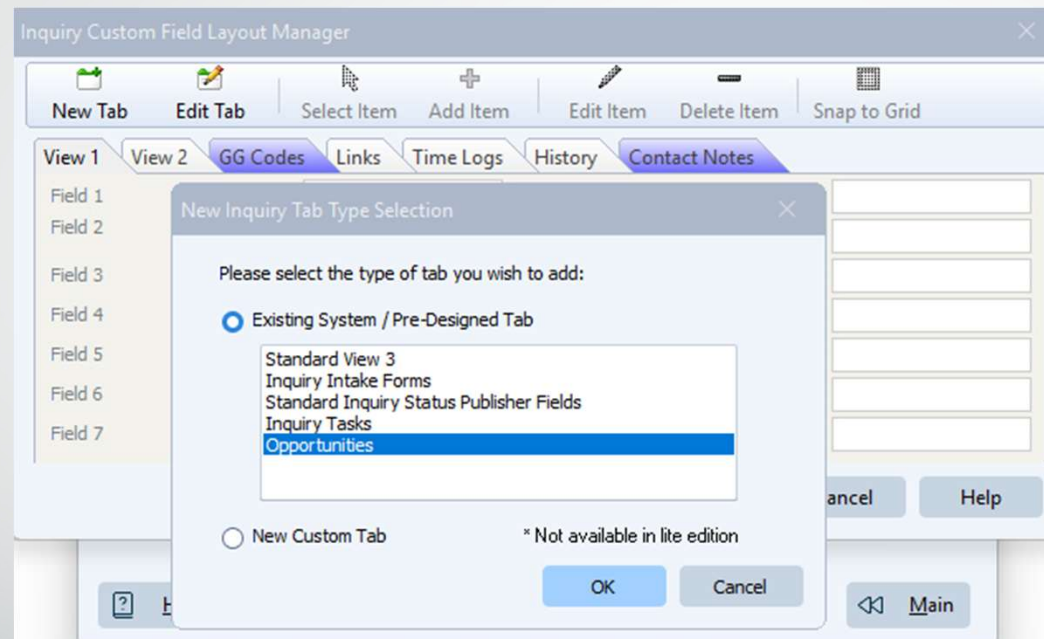 Inquiry Custom Field Layout Manager
New Tab Edit Tab Select Item Add Item Edit Item Delete Item Snap to Grid
View 1 View 2 GG Codes Links Time Logs History Contact Notes
Field 1
Field 2
Field 3
Field 4
Field 5
Field 6
Field 7
New Inquiry Tab Type Selection
Please select the type of tab you wish to add:
Existing System / Pre-Designed Tab
Standard View 3
Inquiry Intake Forms
Standard Inquiry Status Publisher Fields
Inquiry Tasks
Opportunities
New Custom Tab * Not available in lite edition
OK Cancel
Help
Main